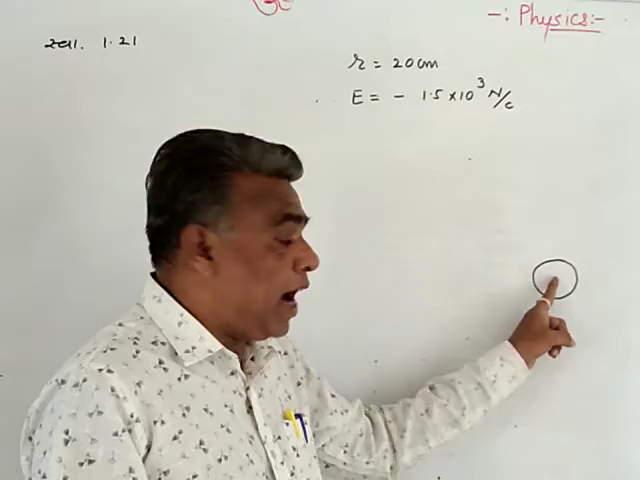 -: Physics:-
સ્વા. 1.21
r = 20cm
E = - 1.5 × 10³ N/c